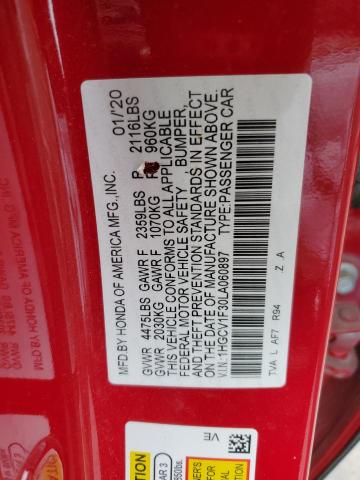 MFD BY HONDA OF AMERICA MFG., INC. 01/20
GVWR 4475LBS GAWR F 2359LBS R 2116LBS
GVWR 2030KG GAWR F 1070KG R 960KG
THIS VEHICLE CONFORMS TO ALL APPLICABLE
FEDERAL MOTOR VEHICLE SAFETY BUMPER,
AND THEFT PREVENTION STANDARDS IN EFFECT
ON THE DATE OF MANUFACTURE SHOWN ABOVE.
V.I.N.: 1HGCV1F30LA060897 TYPE:PASSENGER CAR
TVA L AF7 R94 Z A
VE